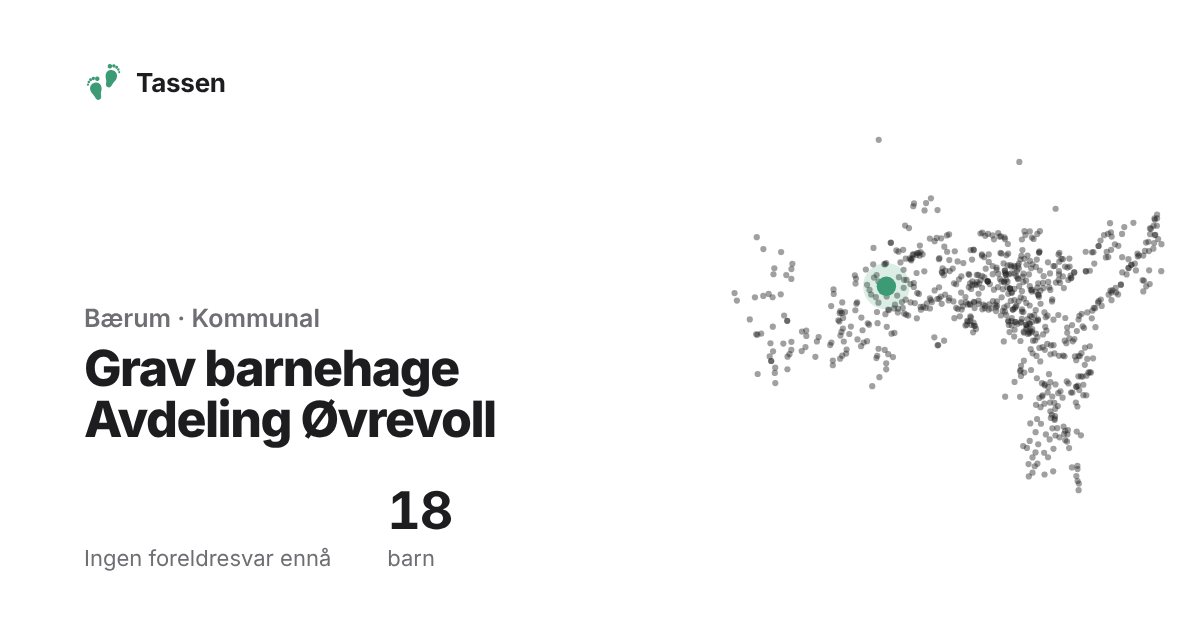 Tassen
Bærum · Kommunal
Grav barnehage
Avdeling Øvrevoll
18
Ingen foreldresvar ennå
barn